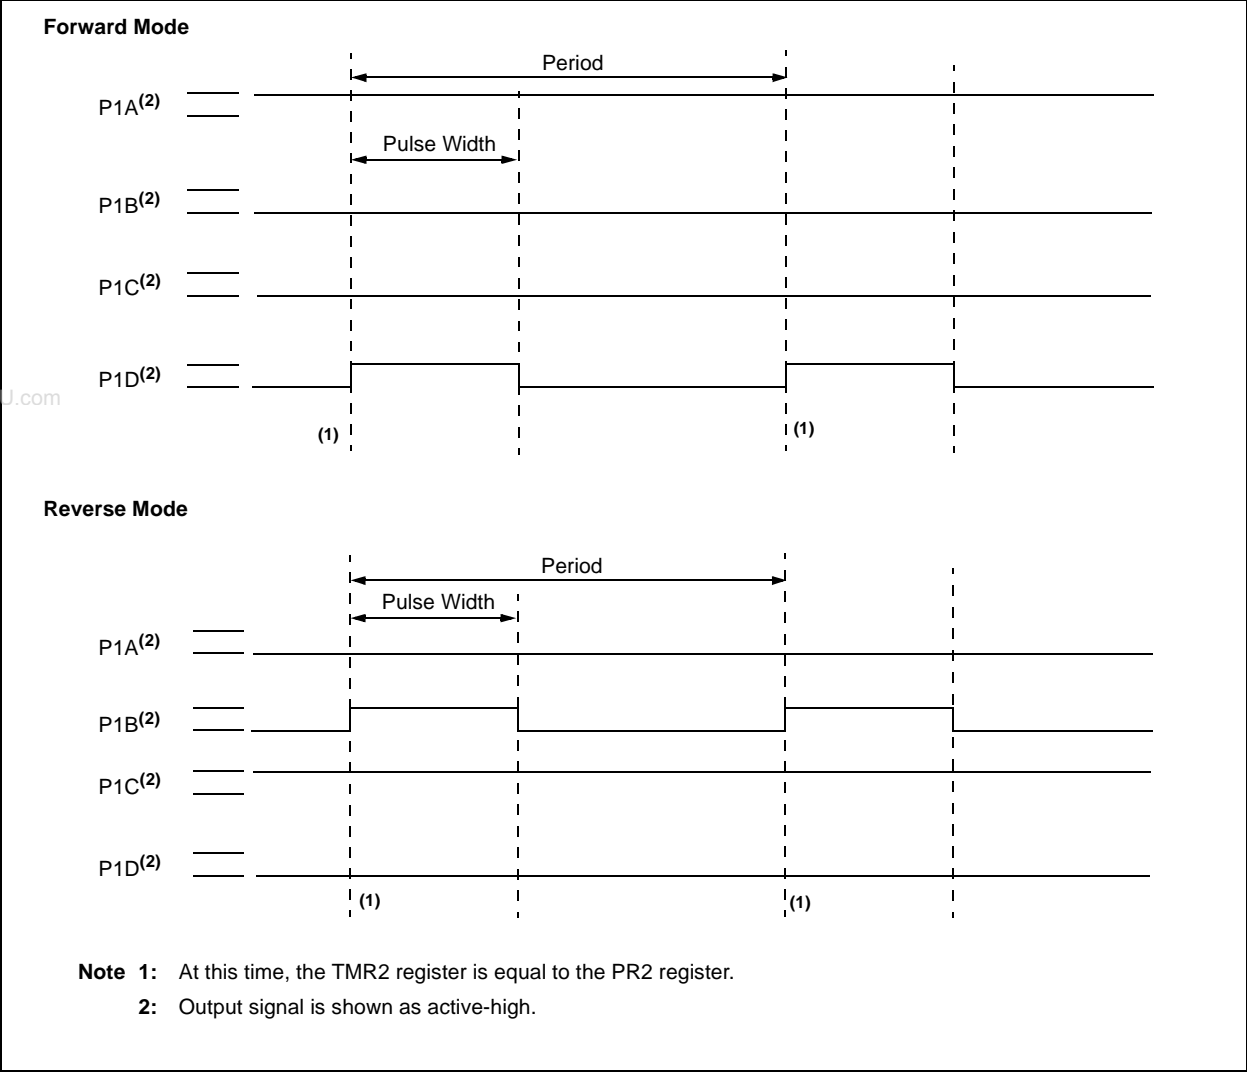 Forward Mode
Period
P1A(2)
Pulse Width
P1B(2)
P1C(2)
P1D(2)
U.com
(1)
(1)
Reverse Mode
Period
Pulse Width
P1A(2)
P1B(2)
P1C(2)
P1D(2)
(1)
(1)
Note 1: At this time, the TMR2 register is equal to the PR2 register.
2: Output signal is shown as active-high.